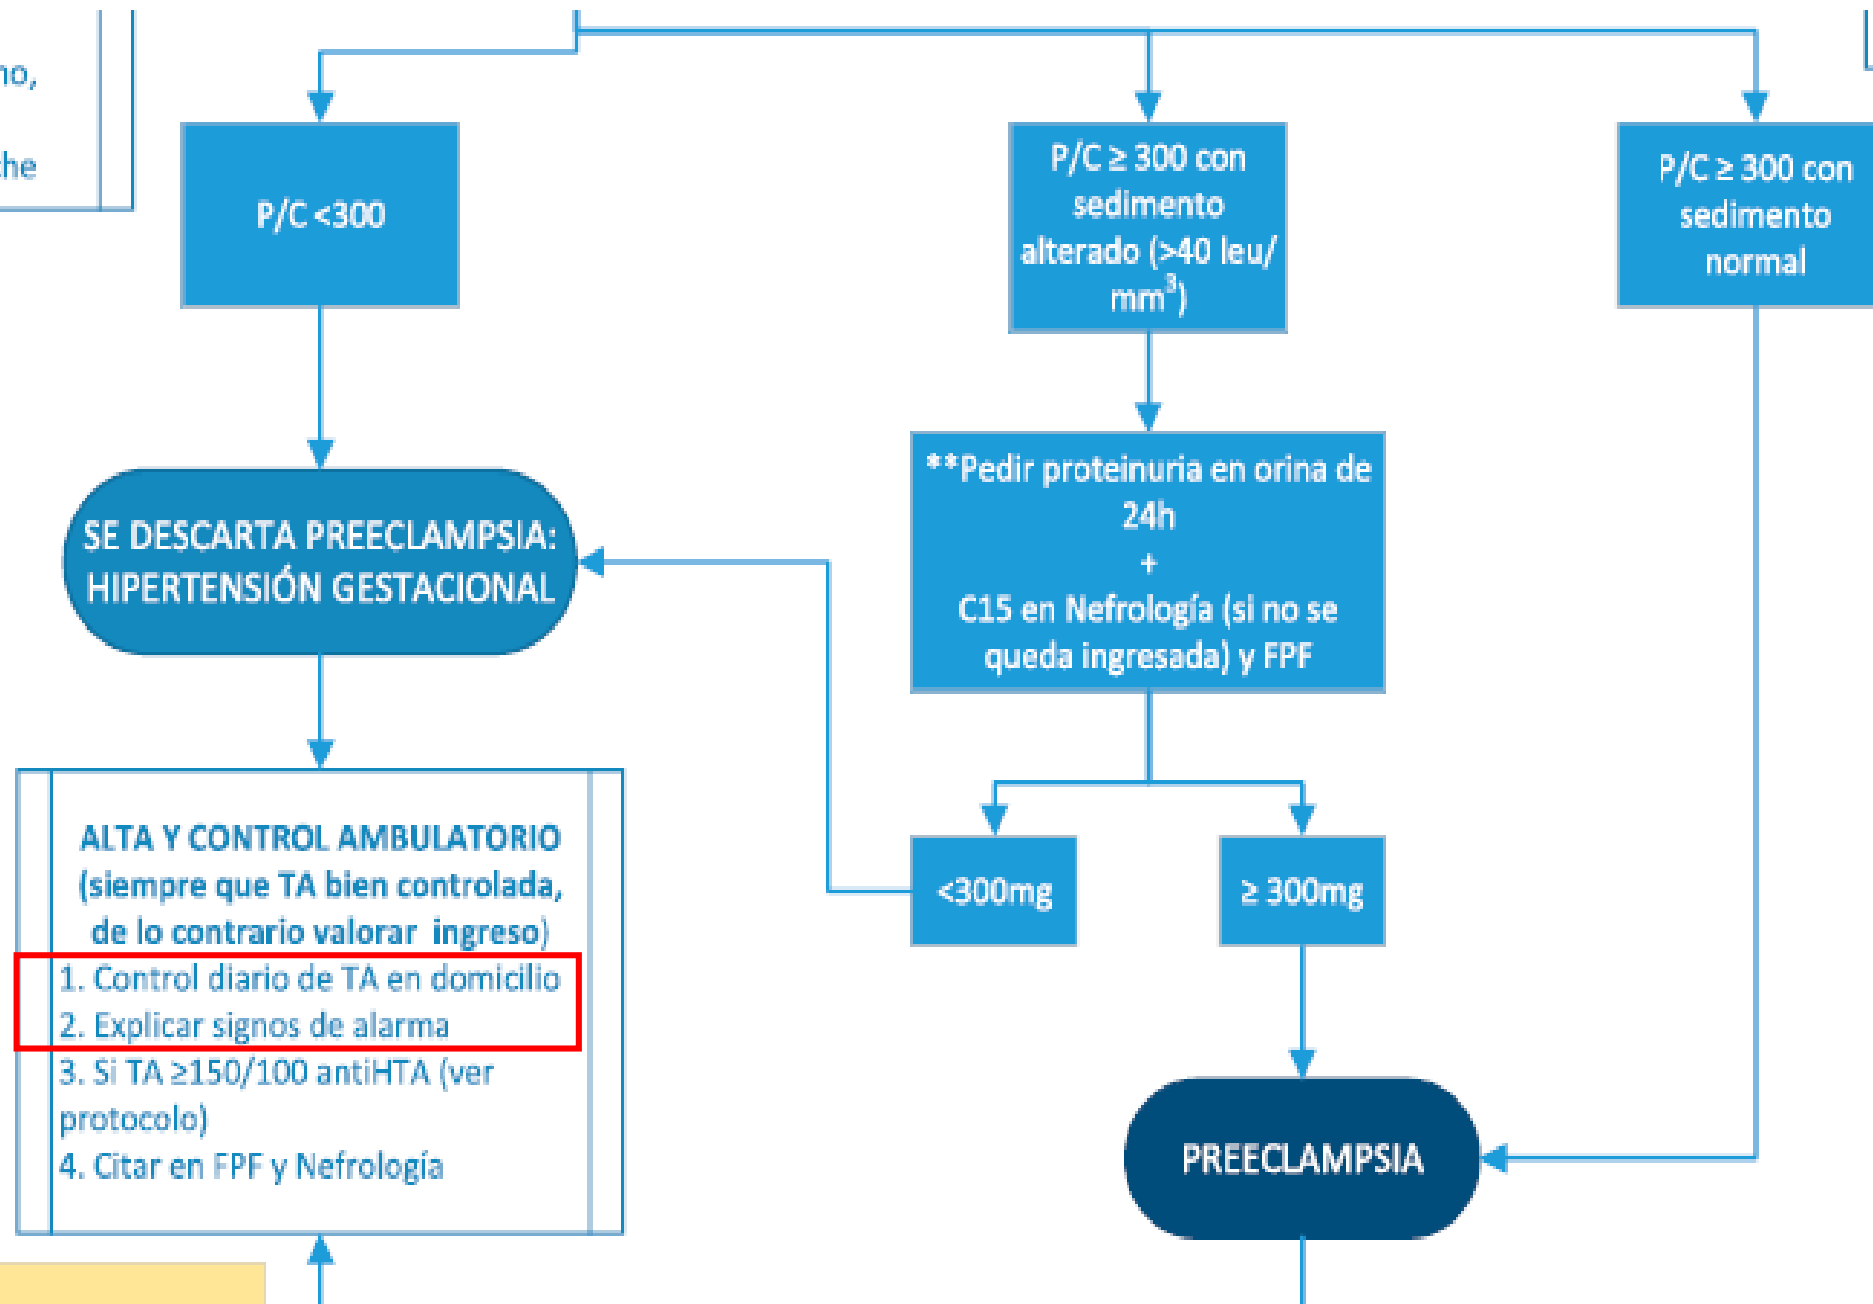 P/C <300
P/C ≥ 300 con
sedimento
alterado (>40 leu/
mm³)
P/C ≥ 300 con
sedimento
normal
**Pedir proteinuria en orina de
24h
+
C15 en Nefrología (si no se
queda ingresada) y FPF
SE DESCARTA PREECLAMPSIA:
HIPERTENSIÓN GESTACIONAL
<300mg
≥ 300mg
ALTA Y CONTROL AMBULATORIO
(siempre que TA bien controlada,
de lo contrario valorar ingreso)
1. Control diario de TA en domicilio
2. Explicar signos de alarma
3. Si TA ≥150/100 antiHTA (ver
protocolo)
4. Citar en FPF y Nefrología
PREECLAMPSIA